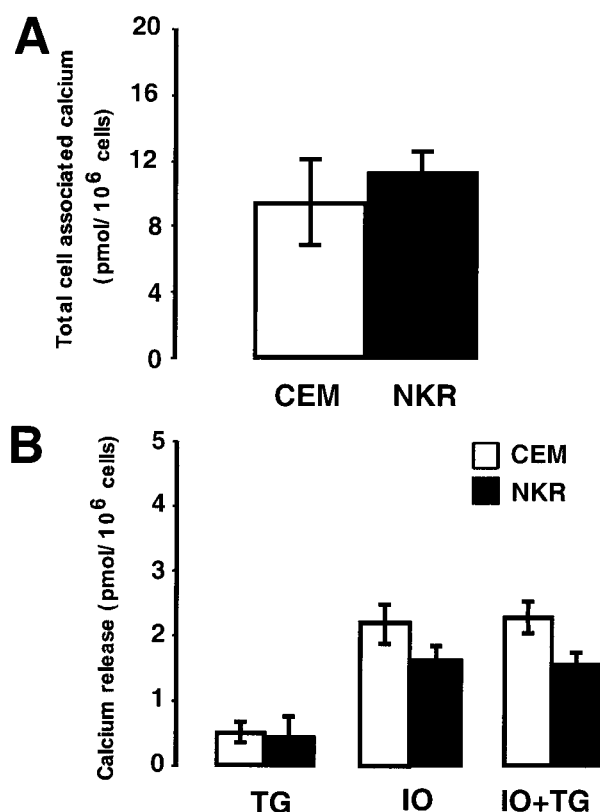 A
Total cell associated calcium
(pmol/10⁶ cells)
20
16
12
8
4
0
CEM
NKR
B
Calcium release (pmol/10⁶ cells)
5
4
3
2
1
0
CEM
NKR
TG
IO
IO+TG